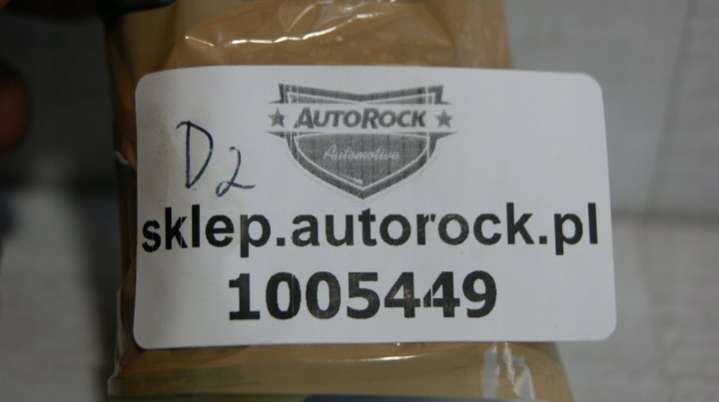 AUTOROCK
Automotive
D2
sklep.autorock.pl
1005449